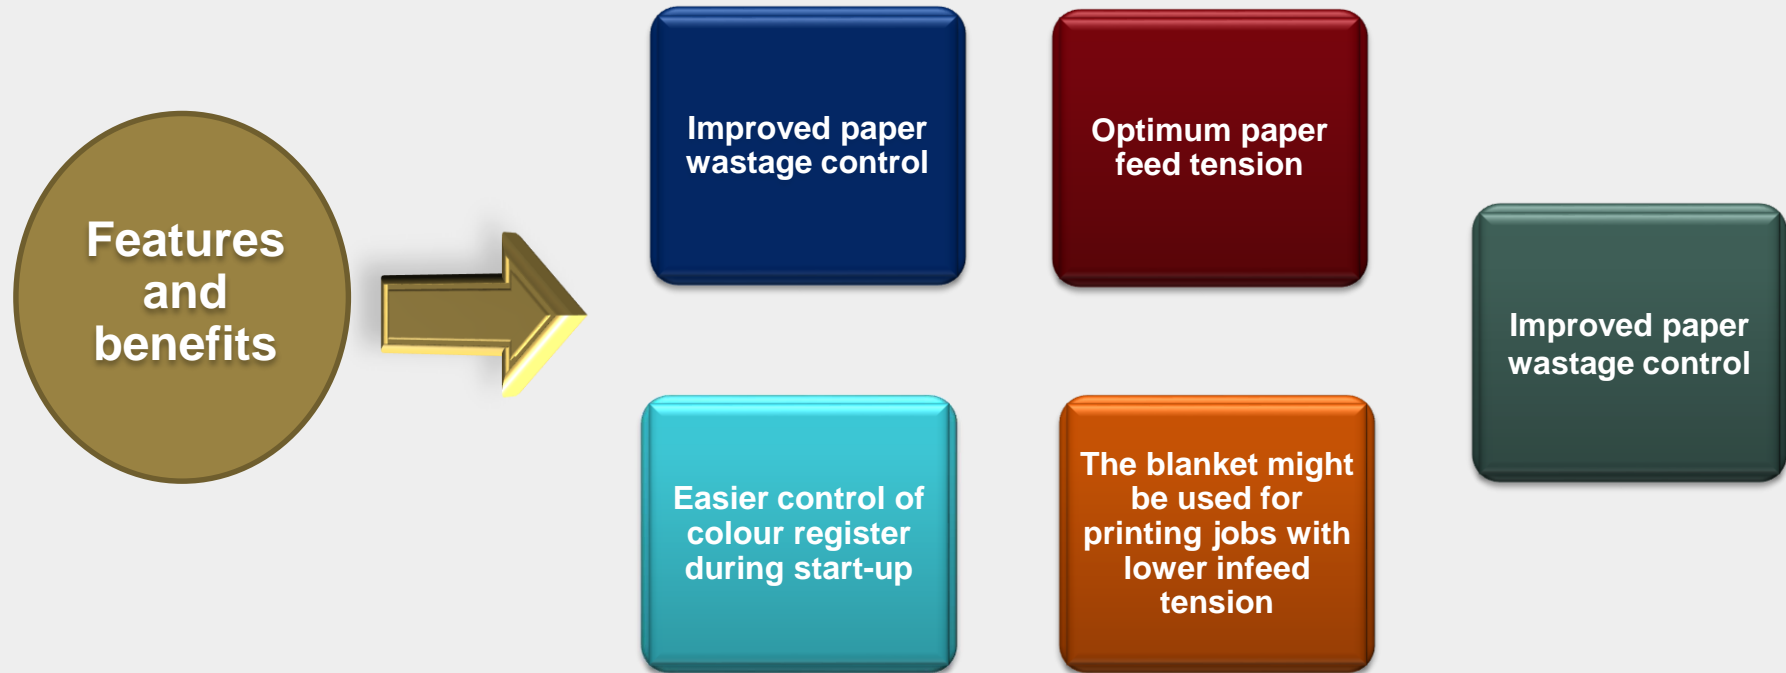 Features
and
benefits
Improved paper
wastage control
Optimum paper
feed tension
Improved paper
wastage control
Easier control of
colour register
during start-up
The blanket might
be used for
printing jobs with
lower infeed
tension